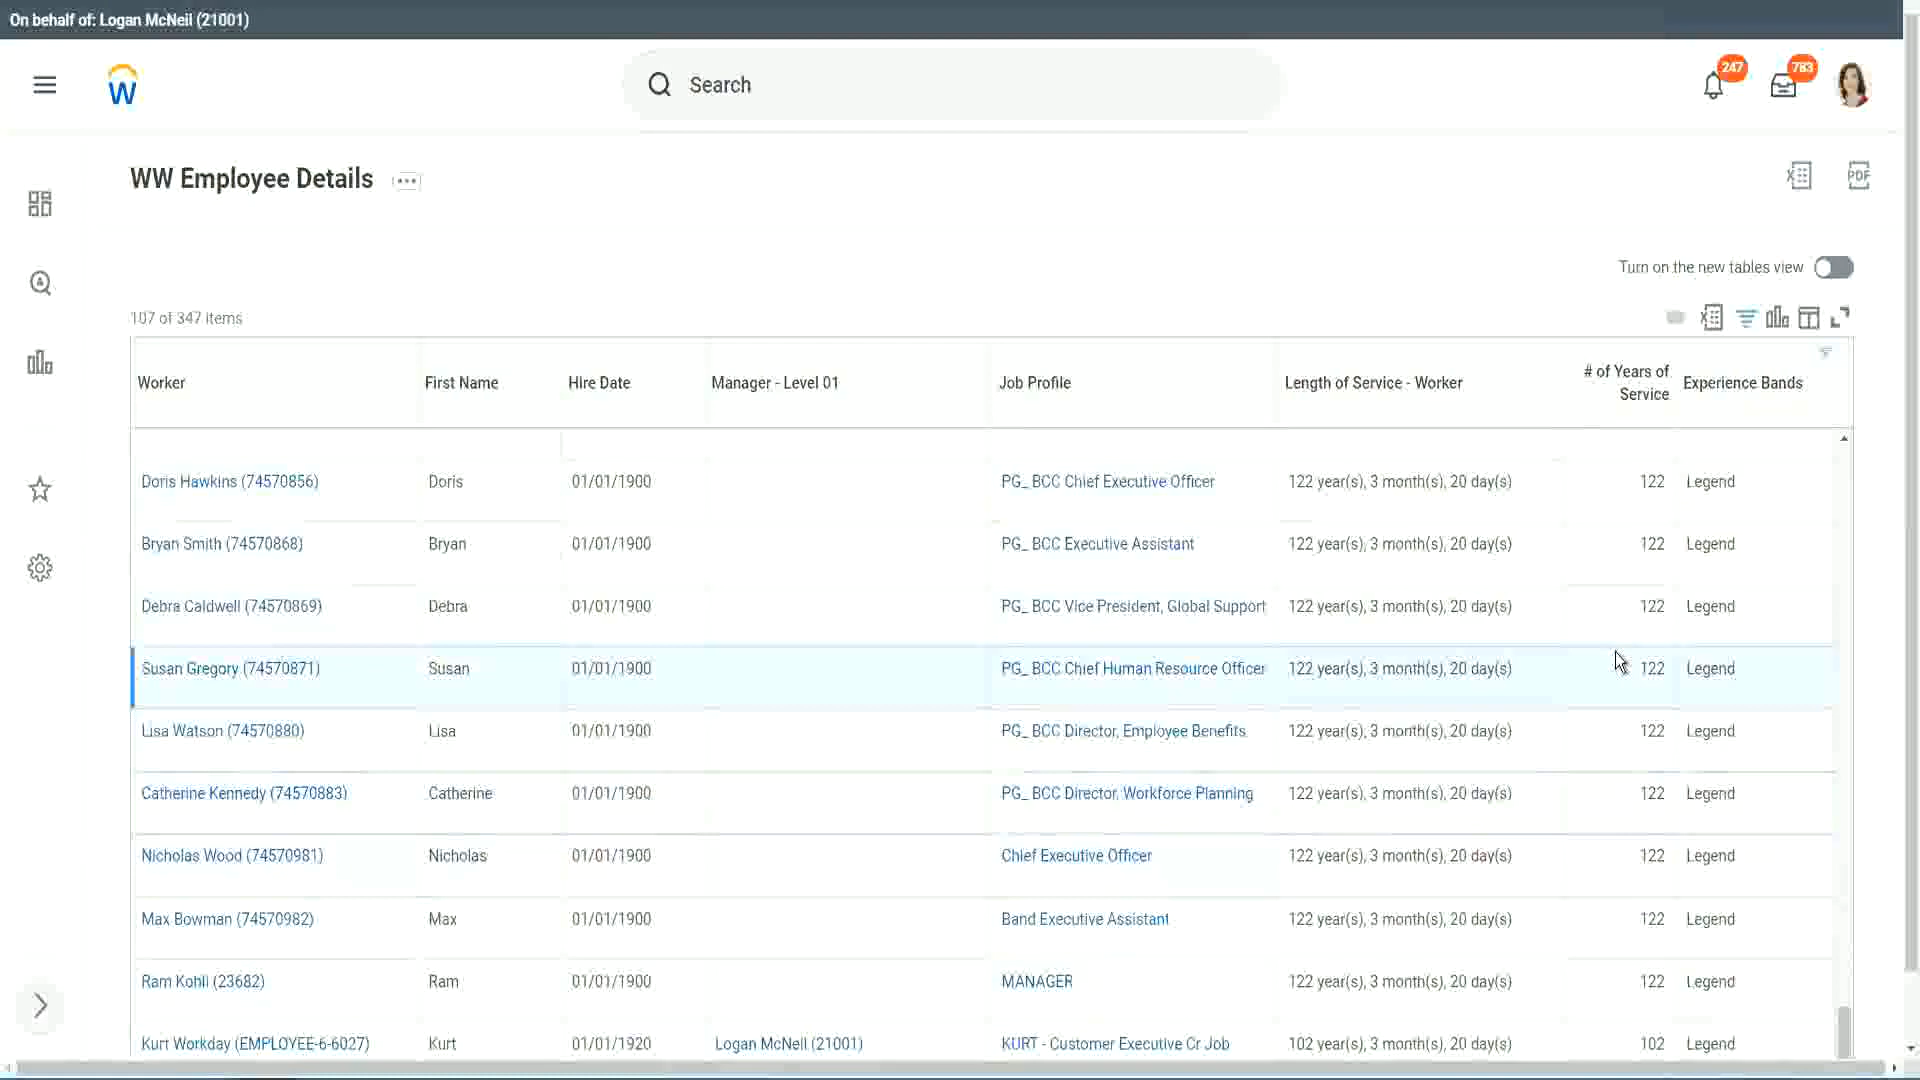 On behalf of: Logan McNeil (21001)
W
Search
247
783
WW Employee Details
PDF
Turn on the new tables view
107 of 347 items
Worker First Name Hire Date Manager - Level 01 Job Profile Length of Service - Worker # of Years of Service Experience Bands
Doris Hawkins (74570856) Doris 01/01/1900 PG_ BCC Chief Executive Officer 122 year(s), 3 month(s), 20 day(s) 122 Legend
Bryan Smith (74570868) Bryan 01/01/1900 PG_ BCC Executive Assistant 122 year(s), 3 month(s), 20 day(s) 122 Legend
Debra Caldwell (74570869) Debra 01/01/1900 PG_ BCC Vice President, Global Support 122 year(s), 3 month(s), 20 day(s) 122 Legend
Susan Gregory (74570871) Susan 01/01/1900 PG_ BCC Chief Human Resource Officer 122 year(s), 3 month(s), 20 day(s) 122 Legend
Lisa Watson (74570880) Lisa 01/01/1900 PG_ BCC Director, Employee Benefits 122 year(s), 3 month(s), 20 day(s) 122 Legend
Catherine Kennedy (74570883) Catherine 01/01/1900 PG_ BCC Director, Workforce Planning 122 year(s), 3 month(s), 20 day(s) 122 Legend
Nicholas Wood (74570981) Nicholas 01/01/1900 Chief Executive Officer 122 year(s), 3 month(s), 20 day(s) 122 Legend
Max Bowman (74570982) Max 01/01/1900 Band Executive Assistant 122 year(s), 3 month(s), 20 day(s) 122 Legend
Ram Kohli (23682) Ram 01/01/1900 MANAGER 122 year(s), 3 month(s), 20 day(s) 122 Legend
Kurt Workday (EMPLOYEE-6-6027) Kurt 01/01/1920 Logan McNeil (21001) KURT - Customer Executive Cr Job 102 year(s), 3 month(s), 20 day(s) 102 Legend